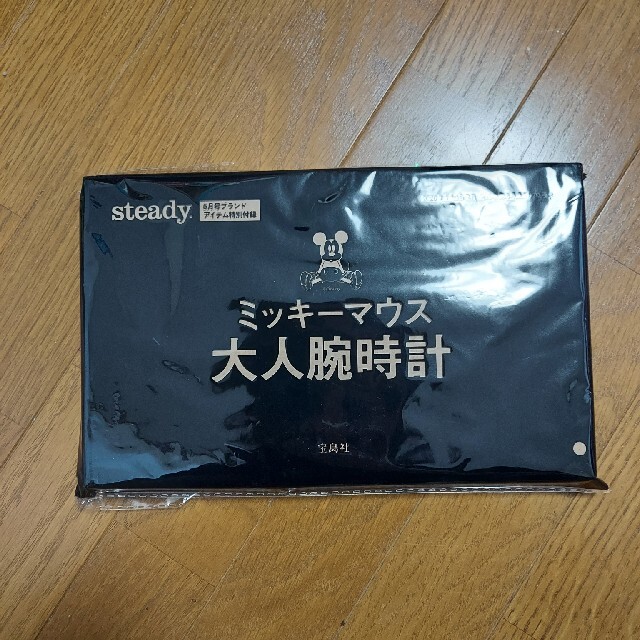 steady.
8月号ブランド
アイテム特別付録
ミッキーマウス
大人腕時計
宝島社